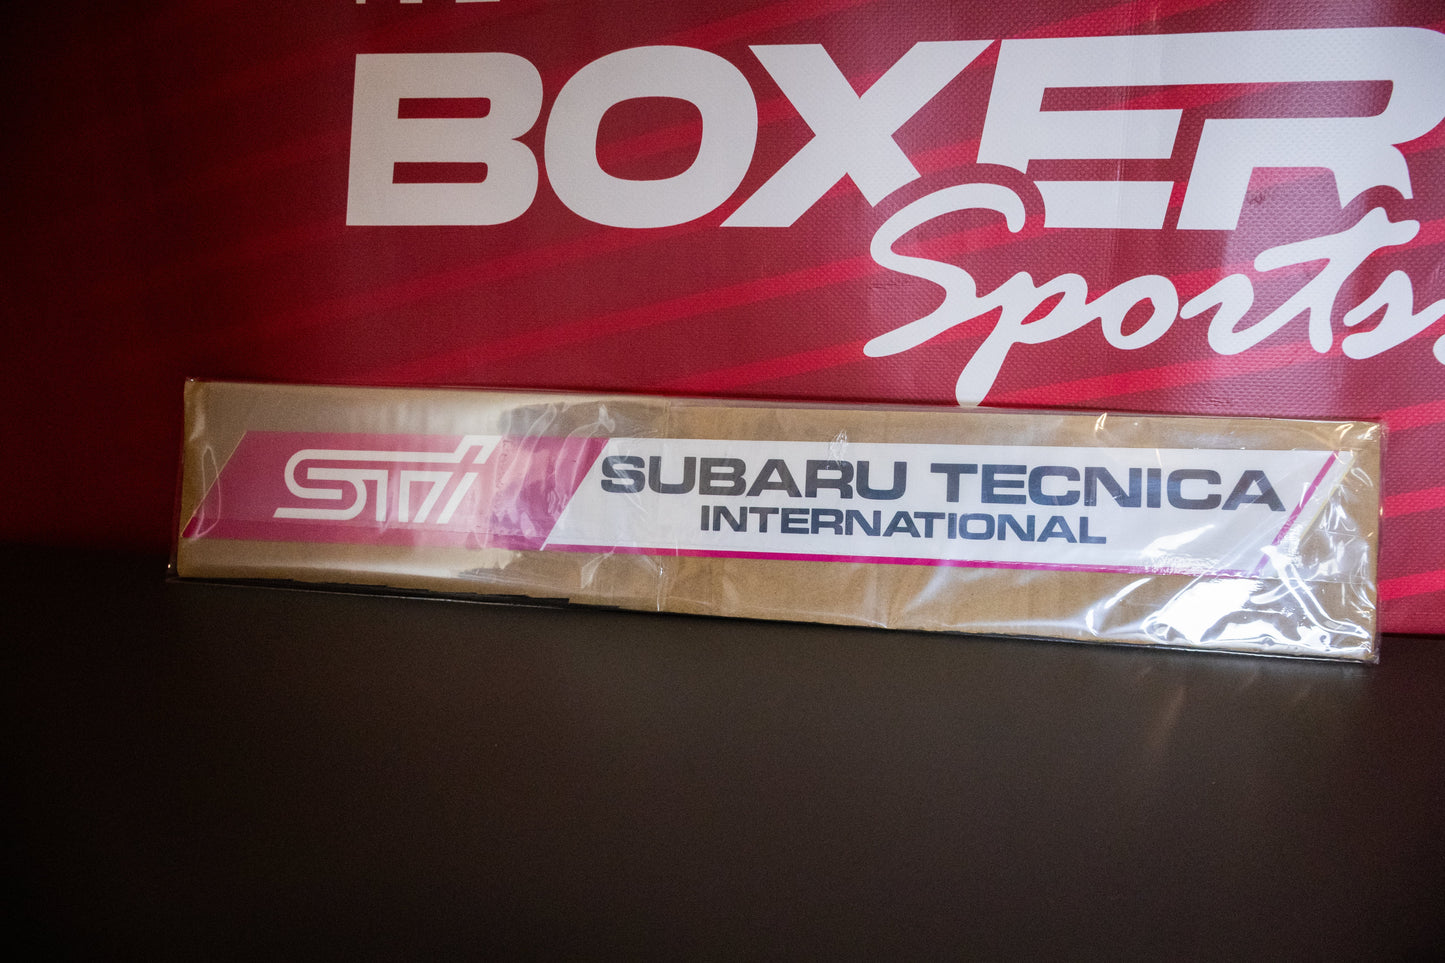 BOXER
Sports
STI
SUBARU TECNICA
INTERNATIONAL